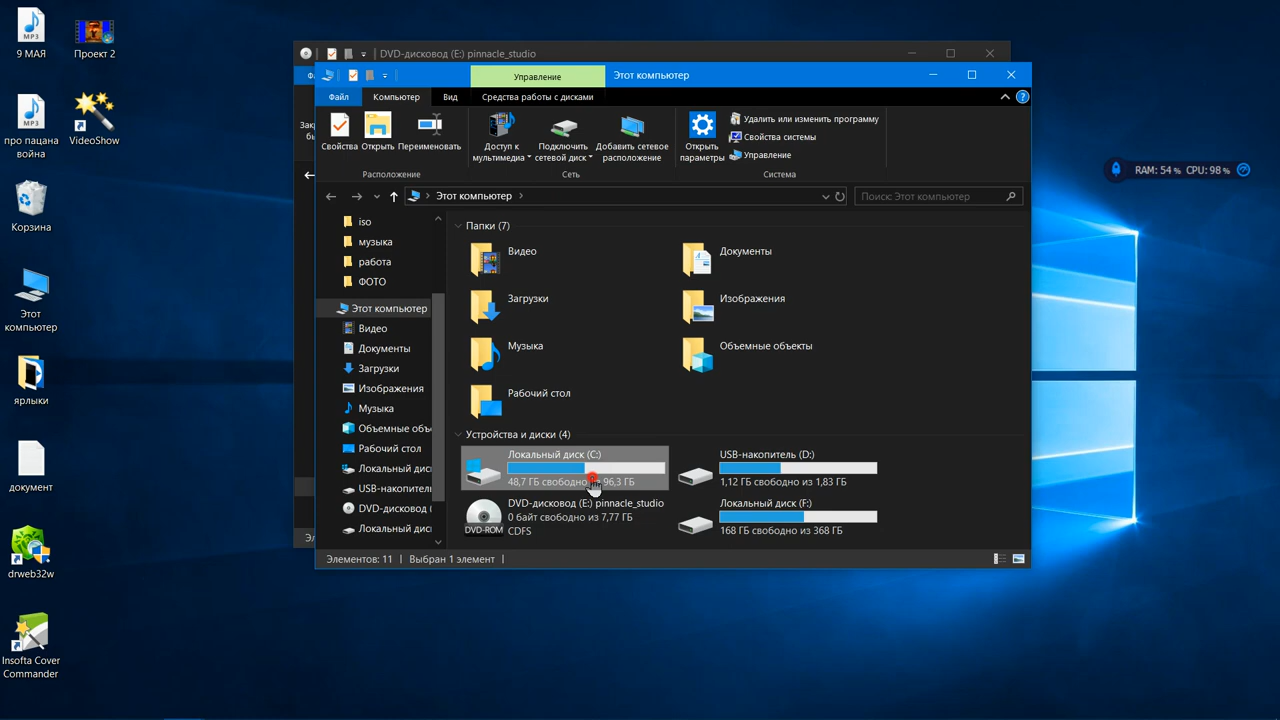 9 МАЯ
Проект 2
про пацана
война
VideoShow
Корзина
Этот
компьютер
ярлыки
документ
drweb32w
Insofta Cover
Commander
DVD-дисковод (E:) pinnacle_studio
Управление
Этот компьютер
Файл
Компьютер
Вид
Средства работы с дисками
Свойства
Открыть
Переименовать
Доступ к
мультимедиа
Подключить
сетевой диск
Добавить сетевое
расположение
Открыть
параметры
Удалить или изменить программу
Свойства системы
Управление
Расположение
Сеть
Система
Этот компьютер
Поиск: Этот компьютер
iso
музыка
работа
ФОТО
Этот компьютер
Видео
Документы
Загрузки
Изображения
Музыка
Объемные объ
Рабочий стол
Локальный дис
USB-накопитель
DVD-дисковод (
Локальный дис
Папки (7)
Видео
Документы
Загрузки
Изображения
Музыка
Объемные объекты
Рабочий стол
Устройства и диски (4)
Локальный диск (C:)
48,7 ГБ свободно из 96,3 ГБ
USB-накопитель (D:)
1,12 ГБ свободно из 1,83 ГБ
DVD-дисковод (E:) pinnacle_studio
0 байт свободно из 7,77 ГБ
CDFS
DVD-ROM
Локальный диск (F:)
168 ГБ свободно из 368 ГБ
Элементов: 11
Выбран 1 элемент
RAM: 54 % CPU: 98 %